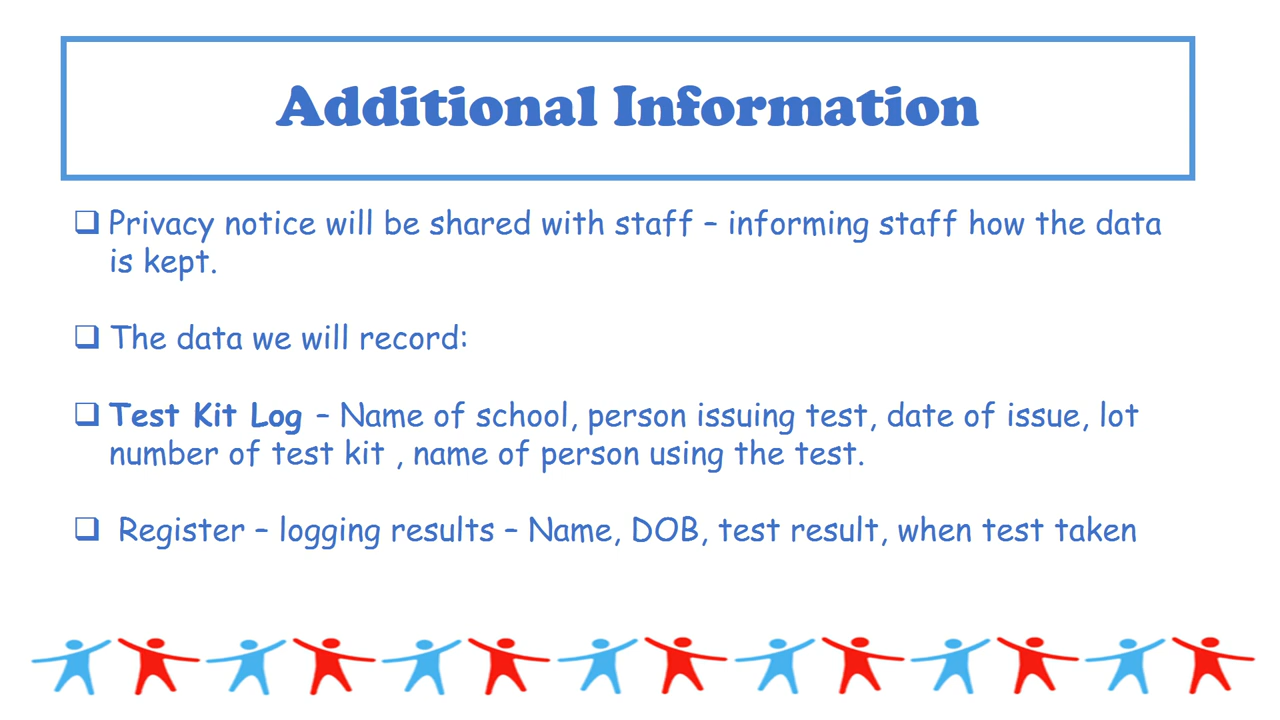 Additional Information
❑ Privacy notice will be shared with staff – informing staff how the data
is kept.
❑ The data we will record:
❑ Test Kit Log – Name of school, person issuing test, date of issue, lot
number of test kit , name of person using the test.
❑ Register – logging results – Name, DOB, test result, when test taken